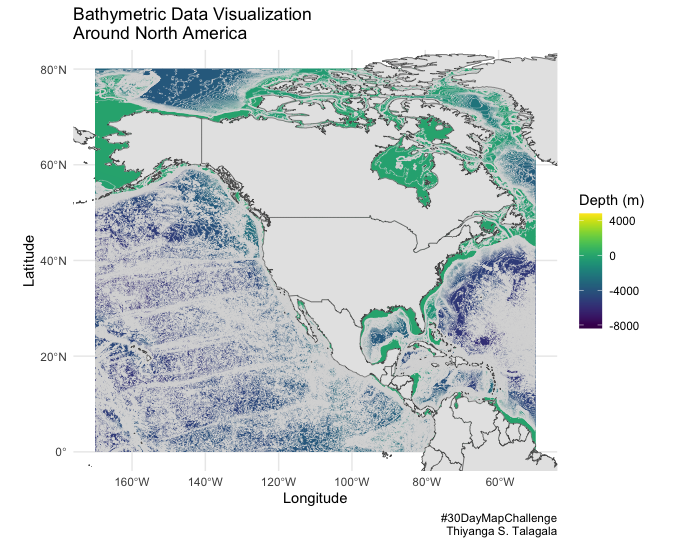 Bathymetric Data Visualization
Around North America
80°N
60°N
40°N
20°N
0°
160°W
140°W
120°W
100°W
80°W
60°W
Latitude
Longitude
Depth (m)
4000
0
-4000
-8000
#30DayMapChallenge
Thiyanga S. Talagala